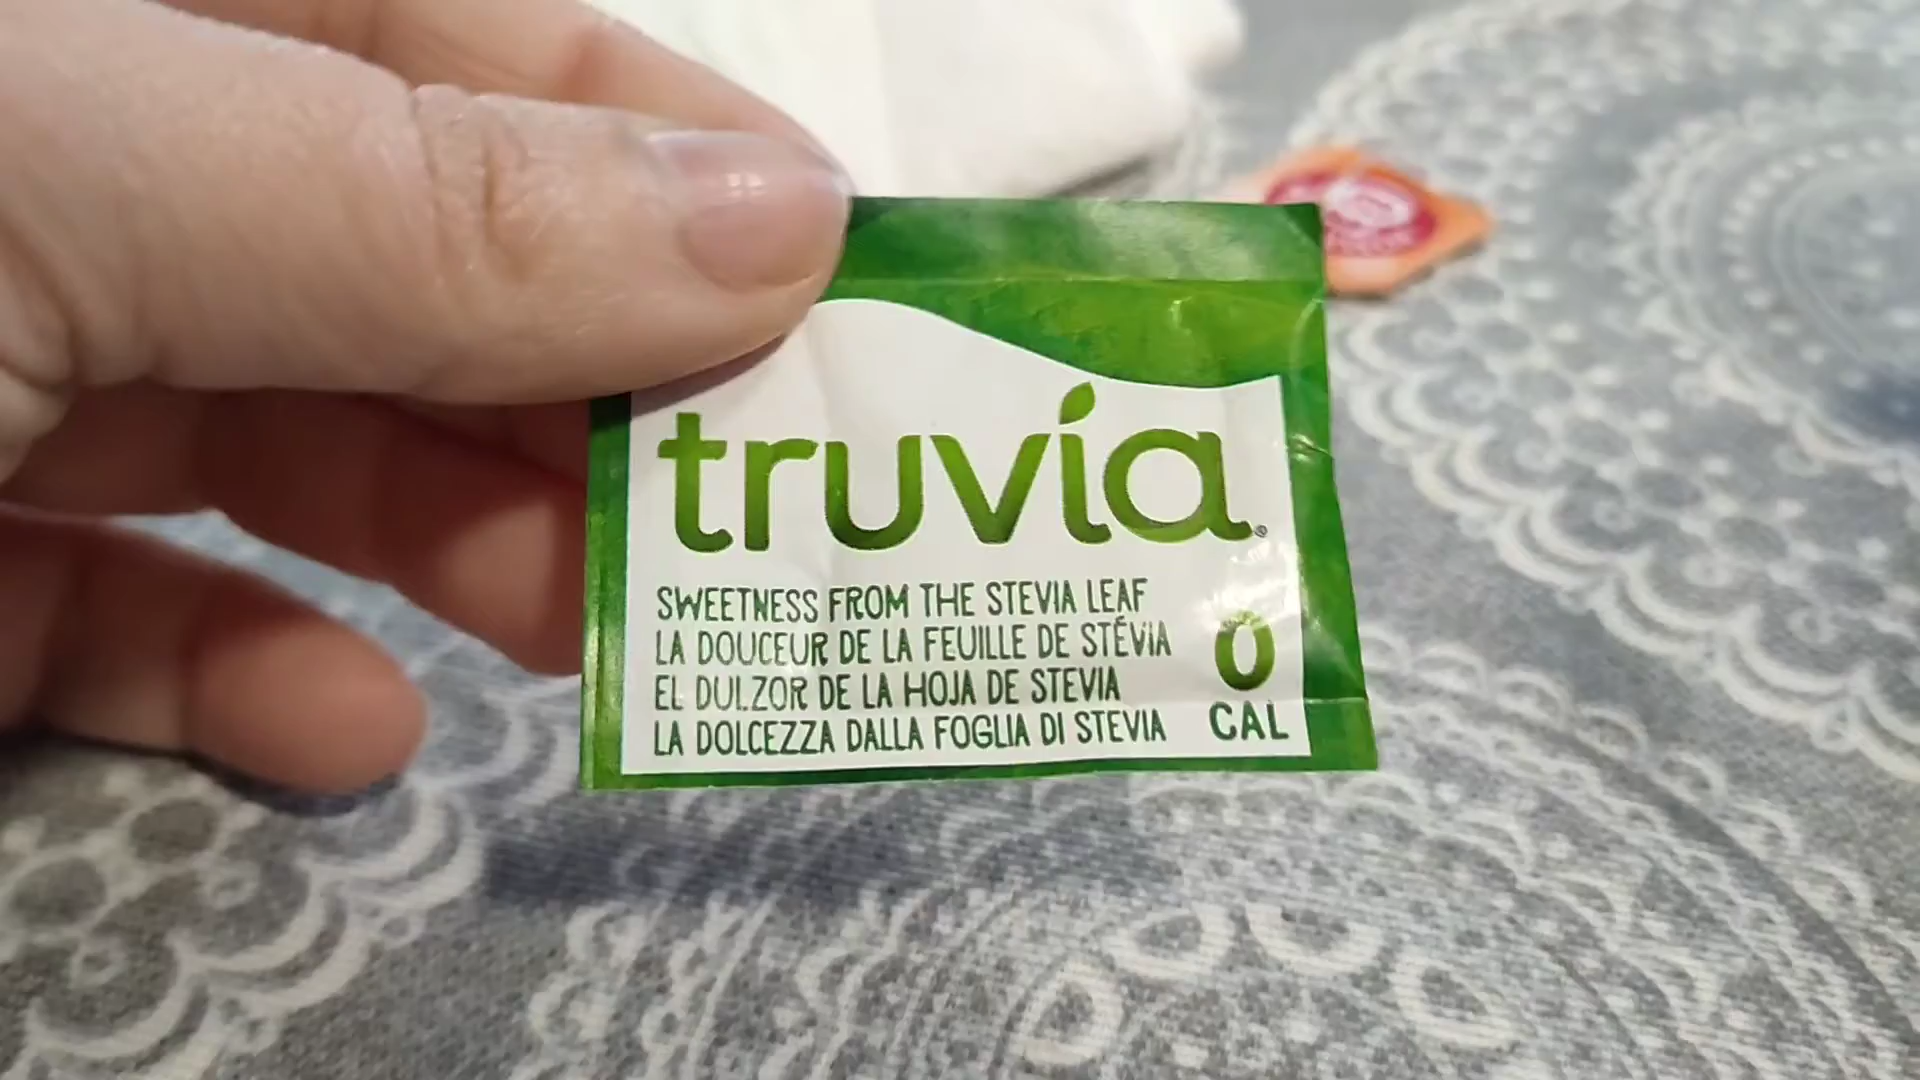 truvia®
SWEETNESS FROM THE STEVIA LEAF
LA DOUCEUR DE LA FEUILLE DE STÉVIA
EL DULZOR DE LA HOJA DE STEVIA
LA DOLCEZZA DALLA FOGLIA DI STEVIA
0
CAL